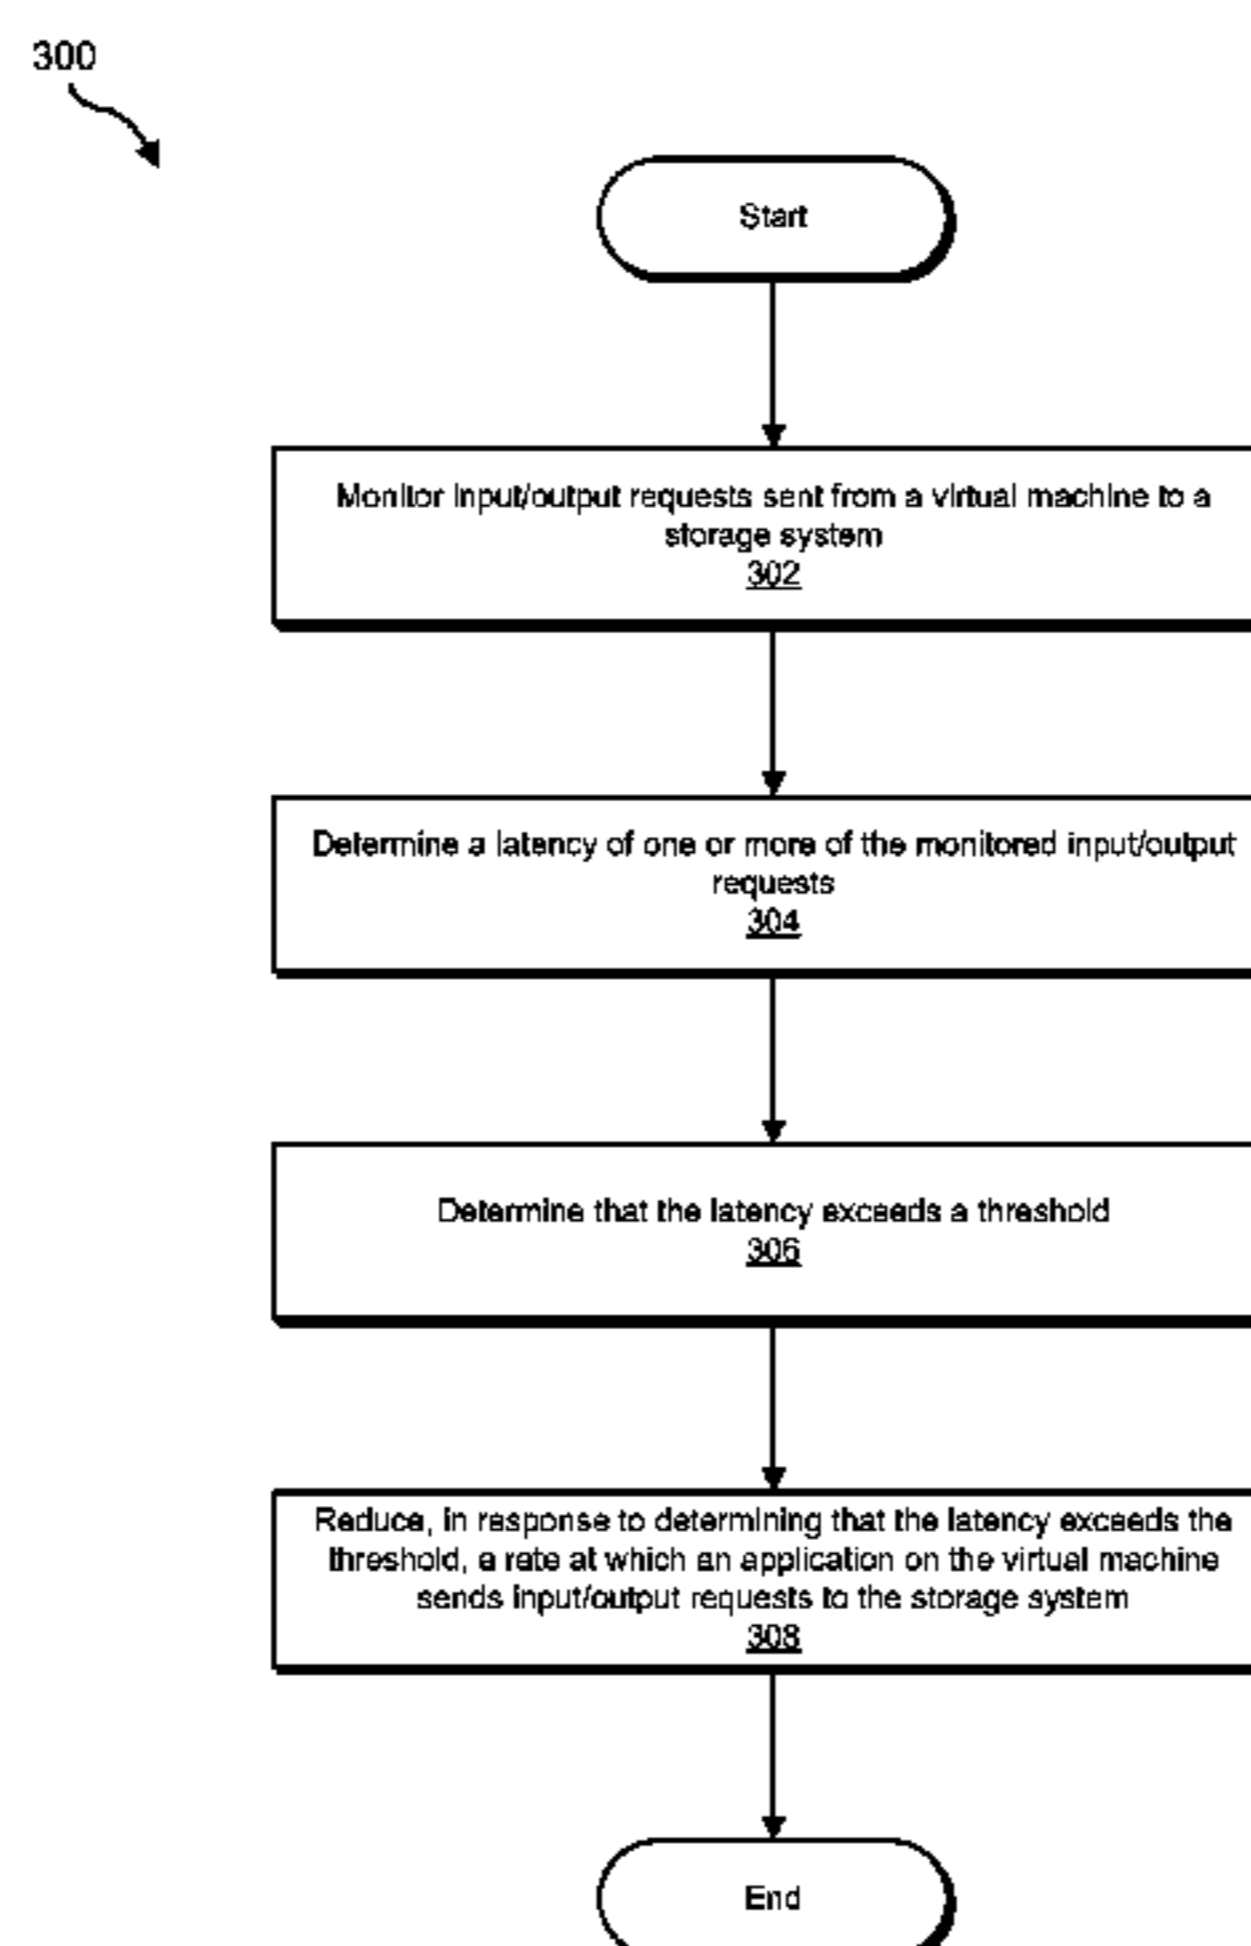 300
Start
Monitor input/output requests sent from a virtual machine to a
storage system
302
Determine a latency of one or more of the monitored input/output
requests
304
Determine that the latency exceeds a threshold
306
Reduce, in response to determining that the latency exceeds the
threshold, a rate at which an application on the virtual machine
sends input/output requests to the storage system
308
End